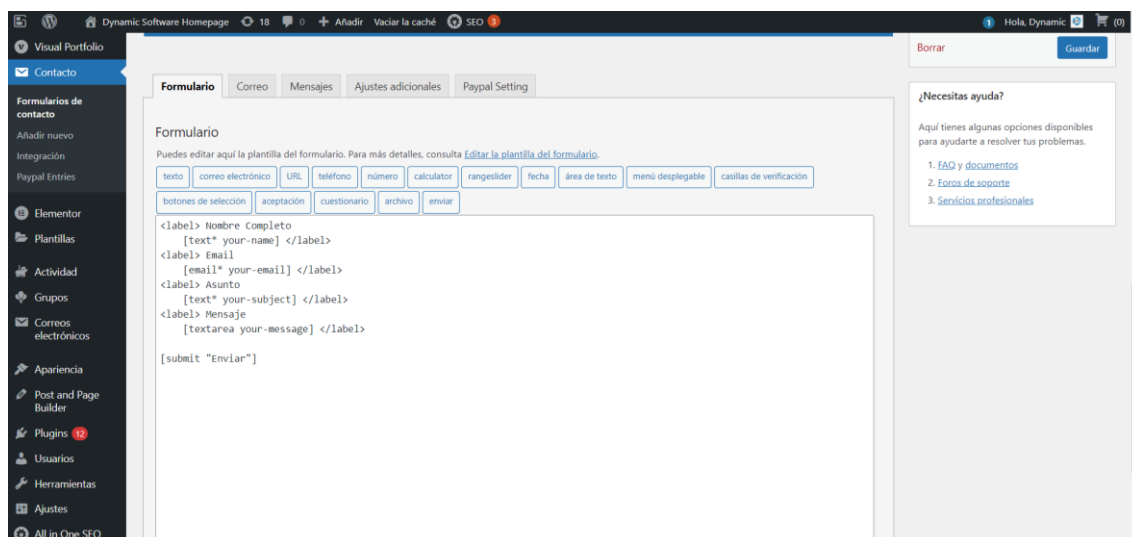 Dynamic Software Homepage 18 0 + Añadir Vaciar la caché SEO 3 1 Hola, Dynamic (0)
Visual Portfolio
Contacto
Formularios de
contacto
Añadir nuevo
Integración
Paypal Entries
Elementor
Plantillas
Actividad
Grupos
Correos
electrónicos
Apariencia
Post and Page
Builder
Plugins 12
Usuarios
Herramientas
Ajustes
All in One SEO
Formulario Correo Mensajes Ajustes adicionales Paypal Setting
Formulario
Puedes editar aquí la plantilla del formulario. Para más detalles, consulta Editar la plantilla del formulario.
texto correo electrónico URL teléfono número calculator rangeslider fecha área de texto menú desplegable casillas de verificación
botones de selección aceptación cuestionario archivo enviar
<label> Nombre Completo
[text* your-name] </label>
<label> Email
[email* your-email] </label>
<label> Asunto
[text* your-subject] </label>
<label> Mensaje
[textarea your-message] </label>
[submit "Enviar"]
Borrar Guardar
¿Necesitas ayuda?
Aquí tienes algunas opciones disponibles
para ayudarte a resolver tus problemas.
1. FAQ y documentos
2. Foros de soporte
3. Servicios profesionales